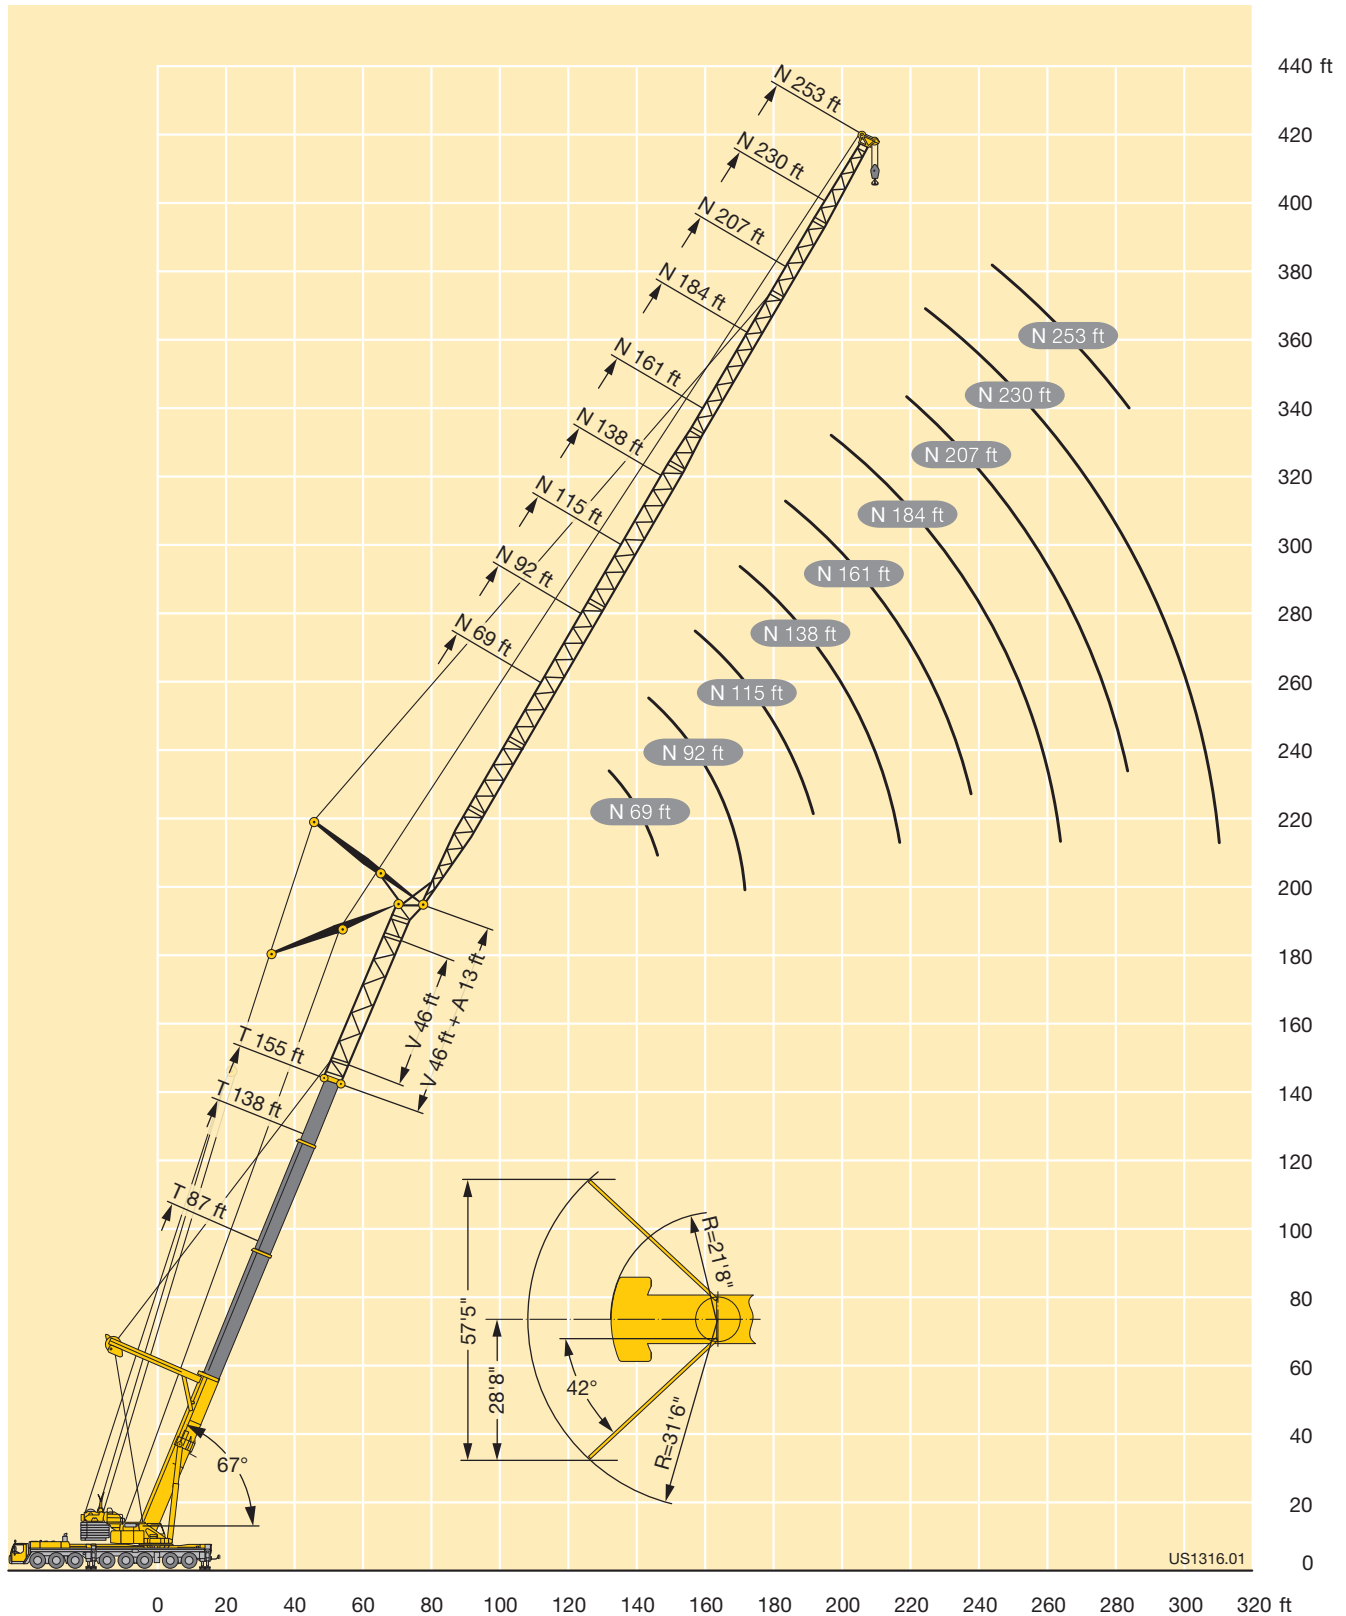 440 ft
420
400
380
360
340
320
300
280
260
240
220
200
180
160
140
120
100
80
60
40
20
0
N 253 ft
N 230 ft
N 207 ft
N 184 ft
N 161 ft
N 138 ft
N 115 ft
N 92 ft
N 69 ft
N 253 ft
N 230 ft
N 207 ft
N 184 ft
N 161 ft
N 138 ft
N 115 ft
N 92 ft
N 69 ft
V 46 ft
V 46 ft + A 13 ft
T 155 ft
T 138 ft
T 87 ft
67°
57'5"
28'8"
42°
R=21'8"
R=31'6"
US1316.01
0 20 40 60 80 100 120 140 160 180 200 220 240 260 280 300 320 ft